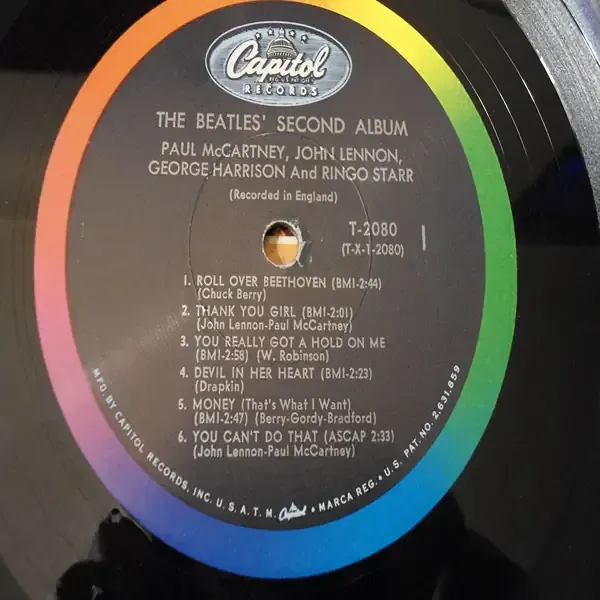 Capitol
RECORDS
THE BEATLES' SECOND ALBUM
PAUL McCARTNEY, JOHN LENNON,
GEORGE HARRISON And RINGO STARR
(Recorded in England)
T-2080
(T-X-1-2080)
1
1. ROLL OVER BEETHOVEN (BMI-2:44)
(Chuck Berry)
2. THANK YOU GIRL (BMI-2:01)
(John Lennon-Paul McCartney)
3. YOU REALLY GOT A HOLD ON ME
(BMI-2:58) (W. Robinson)
4. DEVIL IN HER HEART (BMI-2:23)
(Drapkin)
5. MONEY (That's What I Want)
(BMI-2:47) (Berry-Gordy-Bradford)
6. YOU CAN'T DO THAT (ASCAP 2:33)
(John Lennon-Paul McCartney)
MFG. BY CAPITOL RECORDS, INC. U.S.A. T.M. Capitol • MARCA REG. • U.S. PAT. NO. 2,631,859